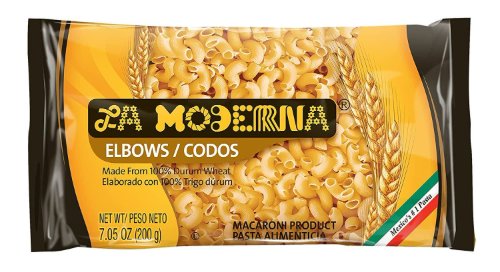 LA MODERNA®
ELBOWS / CODOS
Made From 100% Durum Wheat
Elaborado con 100% Trigo dúrum
NET WT/ PESO NETO
7.05 OZ (200 g)
MACARONI PRODUCT
PASTA ALIMENTICIA
Mexico's # 1 Pasta